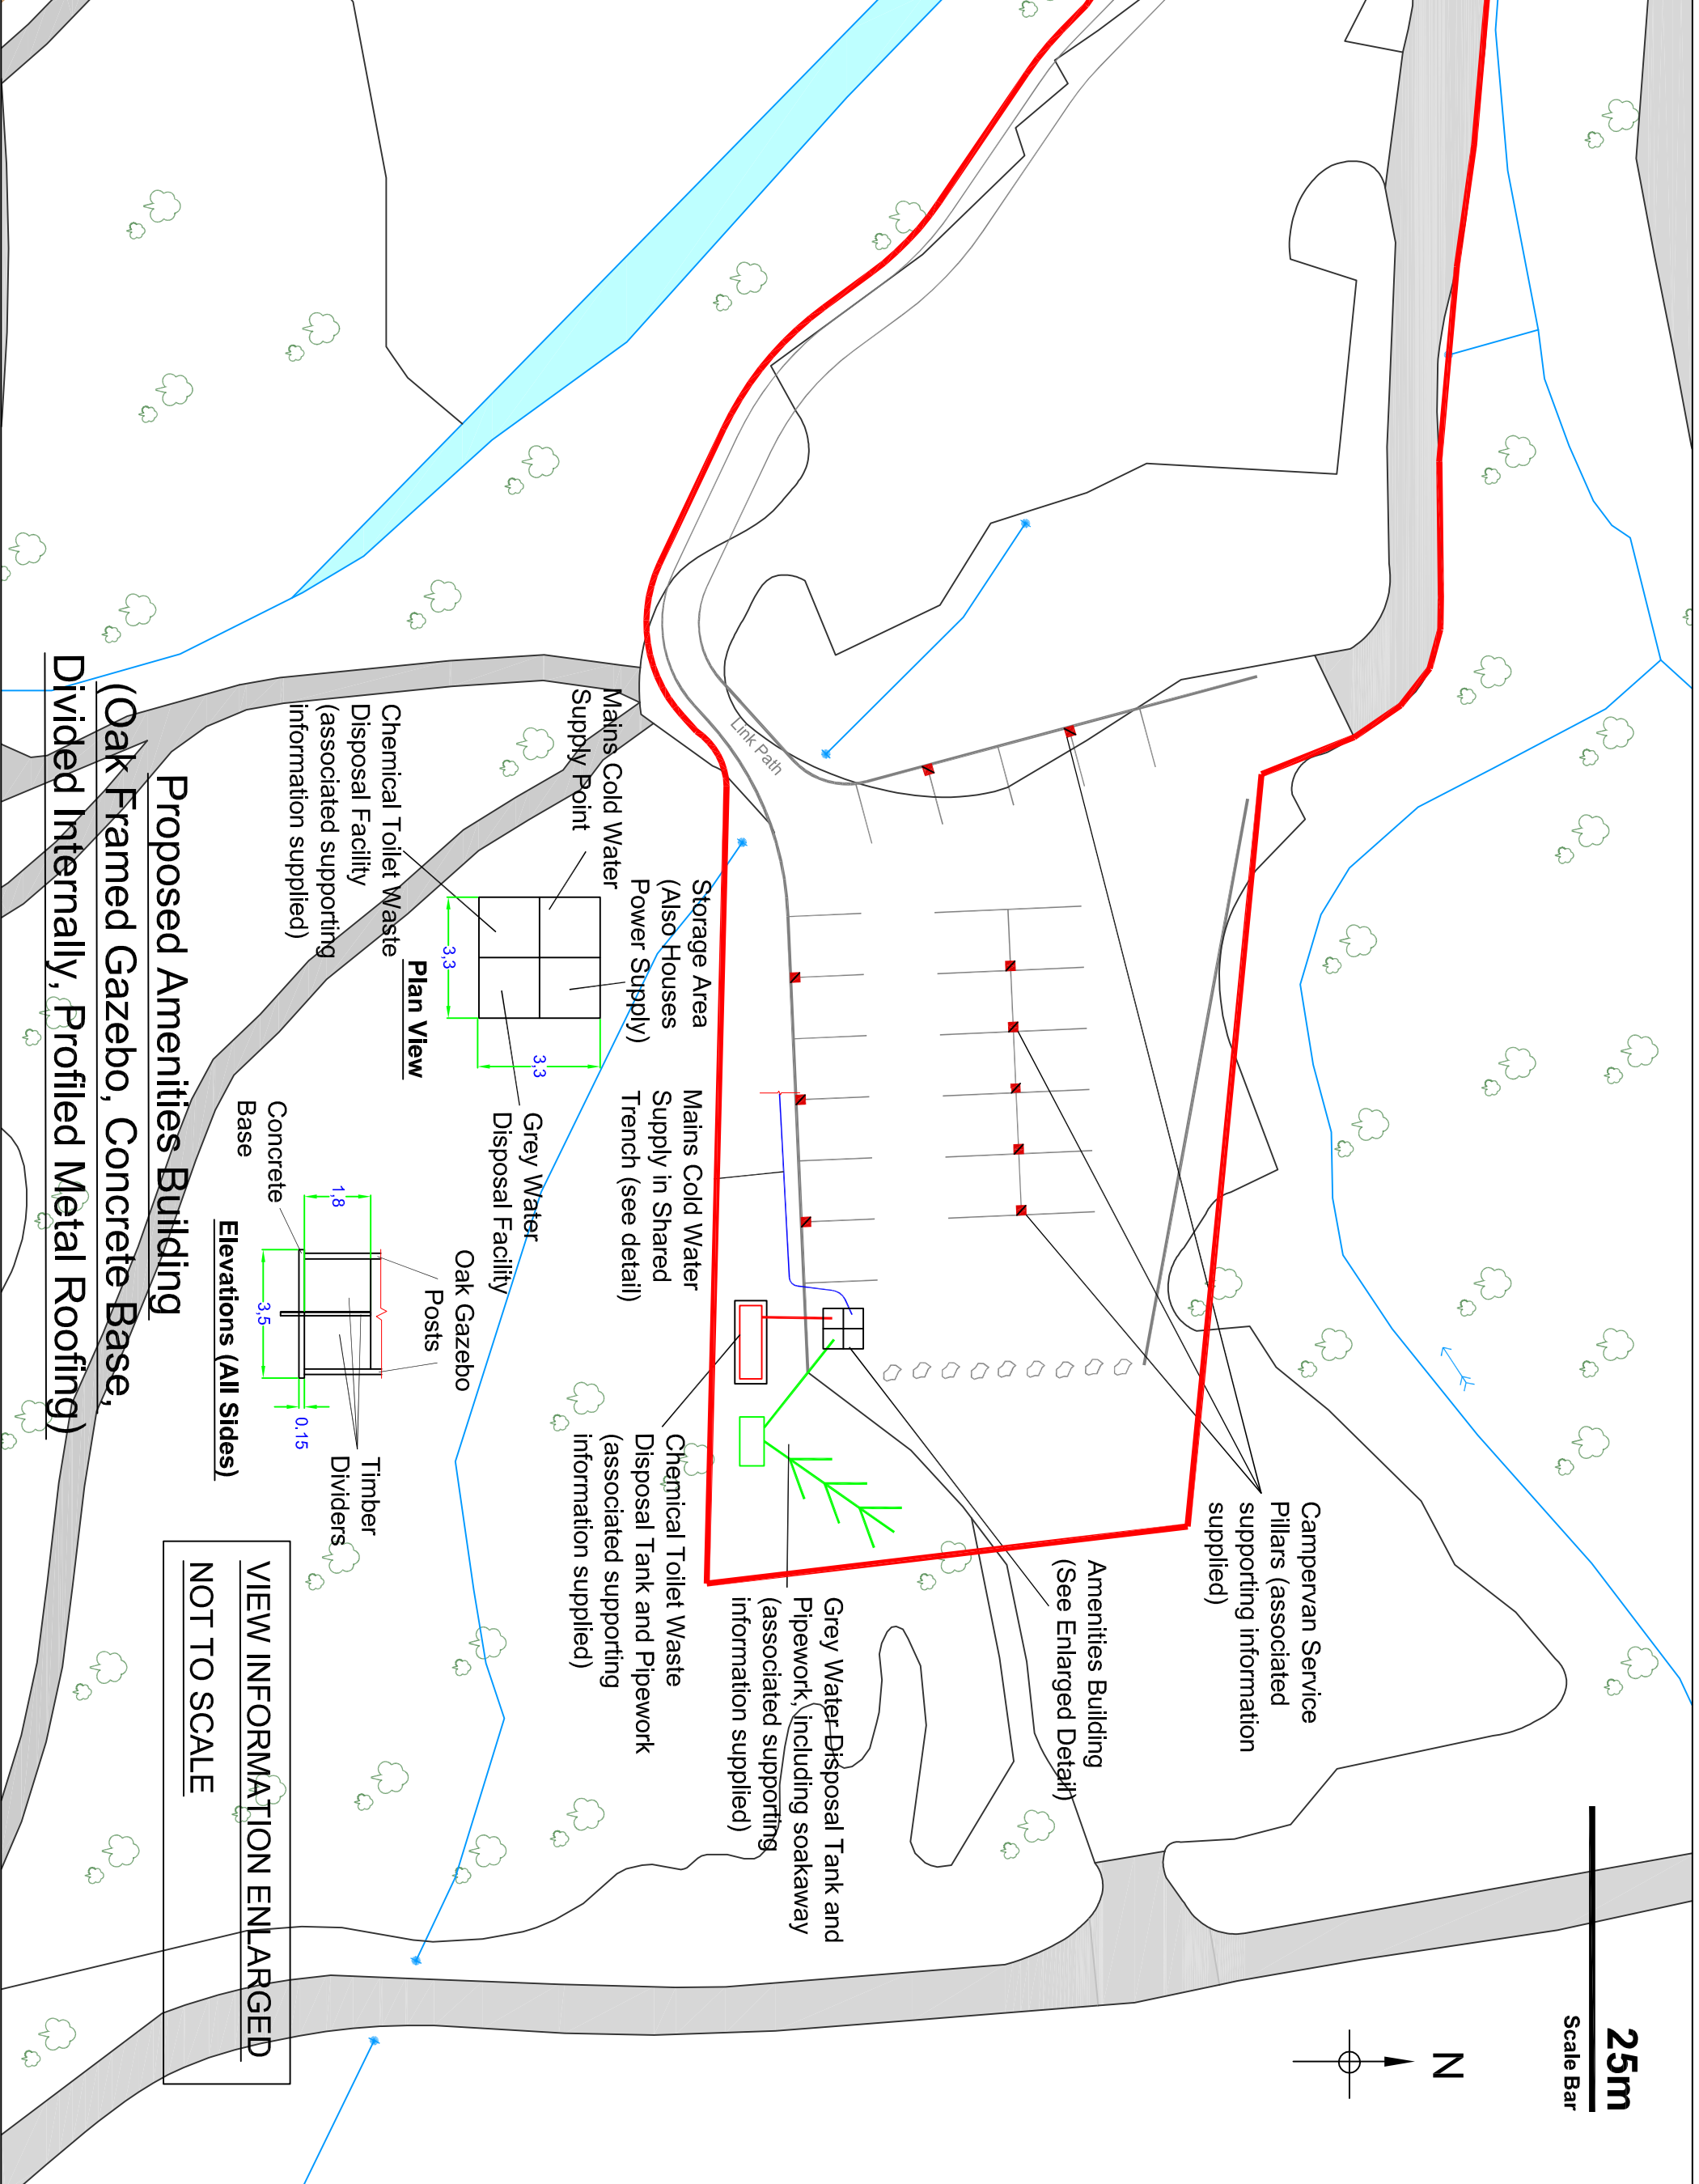 25m
Scale Bar
N
Campervan Service
Pillars (associated
supporting information
supplied)
Amenities Building
(See Enlarged Detail)
Grey Water Disposal Tank and
Pipework, including soakaway
(associated supporting
information supplied)
Link Path
Storage Area
(Also Houses
Power Supply)
Mains Cold Water
Supply in Shared
Trench (see detail)
Chemical Toilet Waste
Disposal Tank and Pipework
(associated supporting
information supplied)
Mains Cold Water
Supply Point
Grey Water
Disposal Facility
3,3
3,3
Chemical Toilet Waste
Disposal Facility
(associated supporting
information supplied)
Plan View
Oak Gazebo
Posts
Timber
Dividers
1,8
3,5
0,15
Concrete
Base
Elevations (All Sides)
Proposed Amenities Building
(Oak Framed Gazebo, Concrete Base,
Divided Internally, Profiled Metal Roofing)
VIEW INFORMATION ENLARGED
NOT TO SCALE